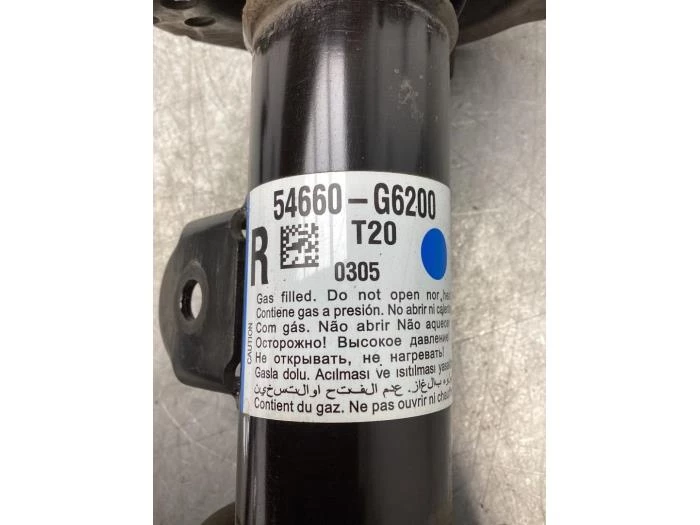 54660-G6200
R
T20
0305
CAUTION
Gas filled. Do not open nor
Contiene gas a presión. No abrir ni
Com gás. Não abrir Não aquecer
Осторожно! Высокое давление
Не открывать, не нагревать!
Gasla dolu. Acılması ve ısıtılması
بالغاز. عدم الفتح اوالتسخين
Contient du gaz. Ne pas ouvrir ni